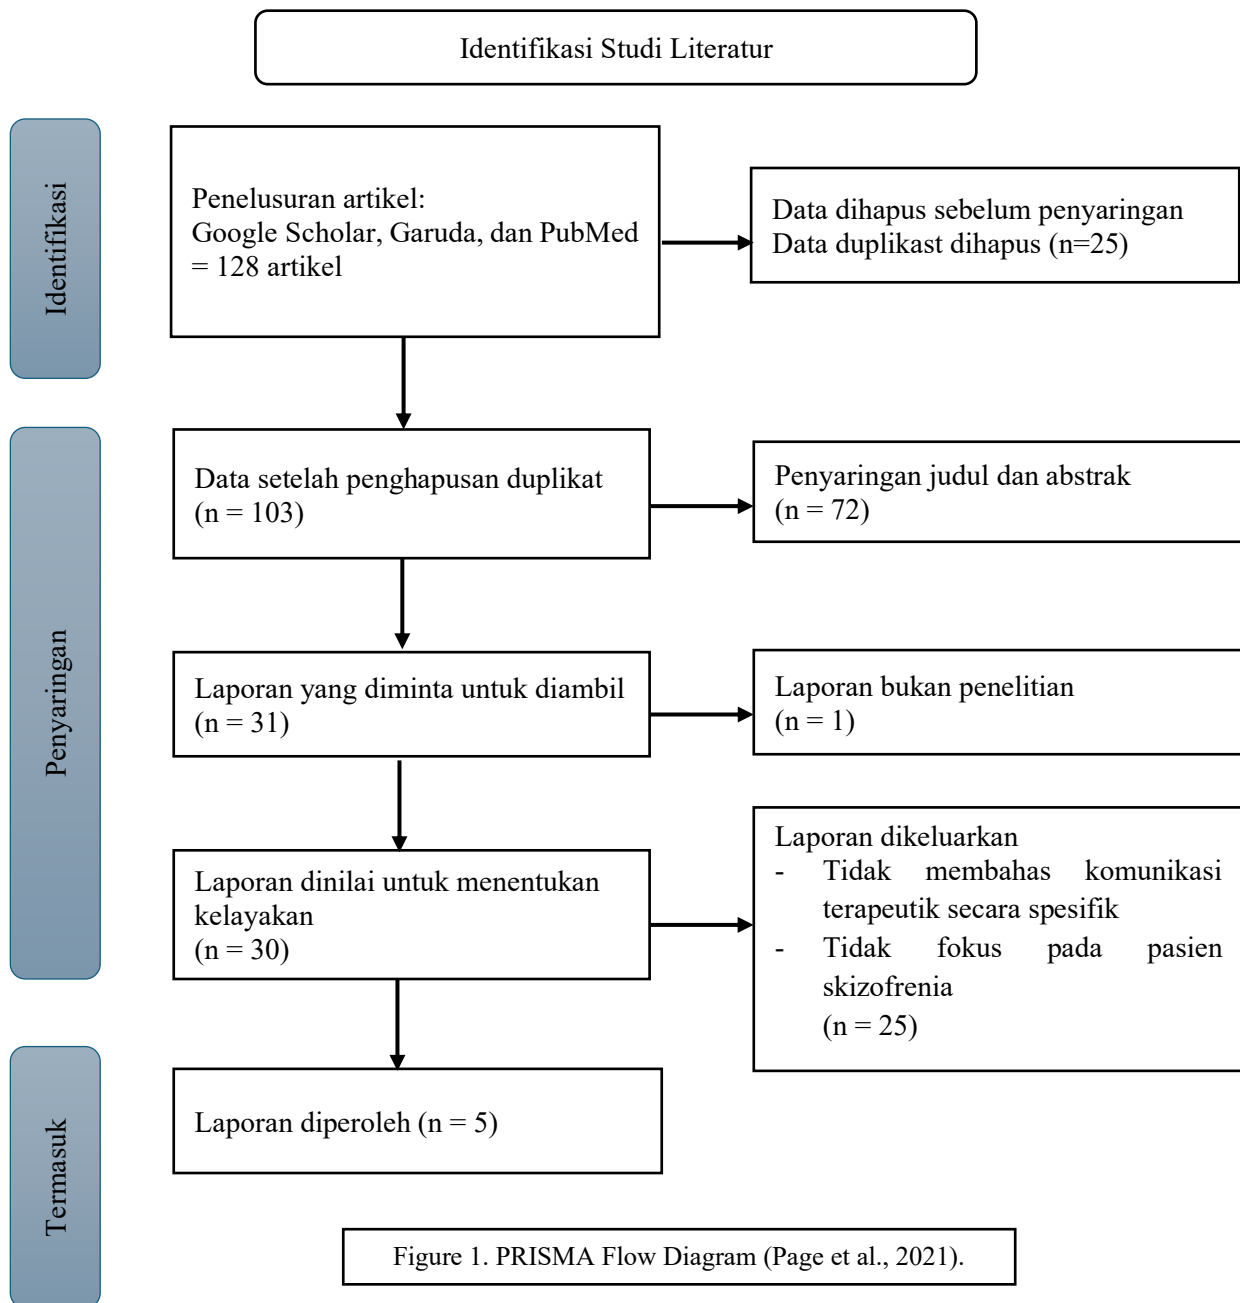 Identifikasi Studi Literatur
Identifikasi
Penelusuran artikel:
Google Scholar, Garuda, dan PubMed
= 128 artikel
Data dihapus sebelum penyaringan
Data duplikast dihapus (n=25)
Penyaringan
Data setelah penghapusan duplikat
(n = 103)
Penyaringan judul dan abstrak
(n = 72)
Laporan yang diminta untuk diambil
(n = 31)
Laporan bukan penelitian
(n = 1)
Laporan dinilai untuk menentukan
kelayakan
(n = 30)
Laporan dikeluarkan
- Tidak membahas komunikasi
terapeutik secara spesifik
- Tidak fokus pada pasien
skizofrenia
(n = 25)
Termasuk
Laporan diperoleh (n = 5)
Figure 1. PRISMA Flow Diagram (Page et al., 2021).